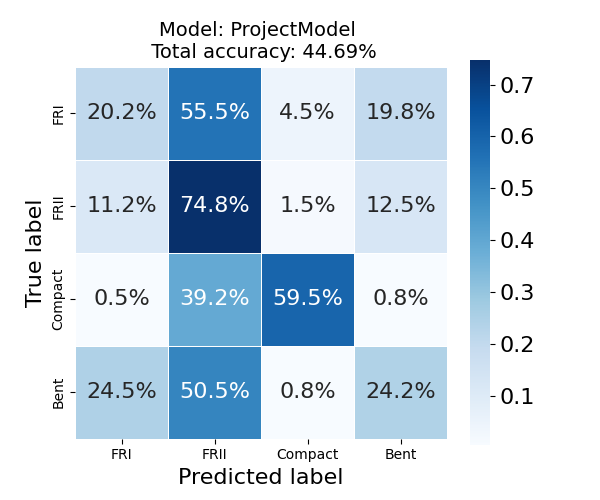 Model: ProjectModel
Total accuracy: 44.69%
True label
FRI
20.2% 55.5% 4.5% 19.8%
FRII
11.2% 74.8% 1.5% 12.5%
Compact
0.5% 39.2% 59.5% 0.8%
Bent
24.5% 50.5% 0.8% 24.2%
FRI FRII Compact Bent
Predicted label
0.7
0.6
0.5
0.4
0.3
0.2
0.1